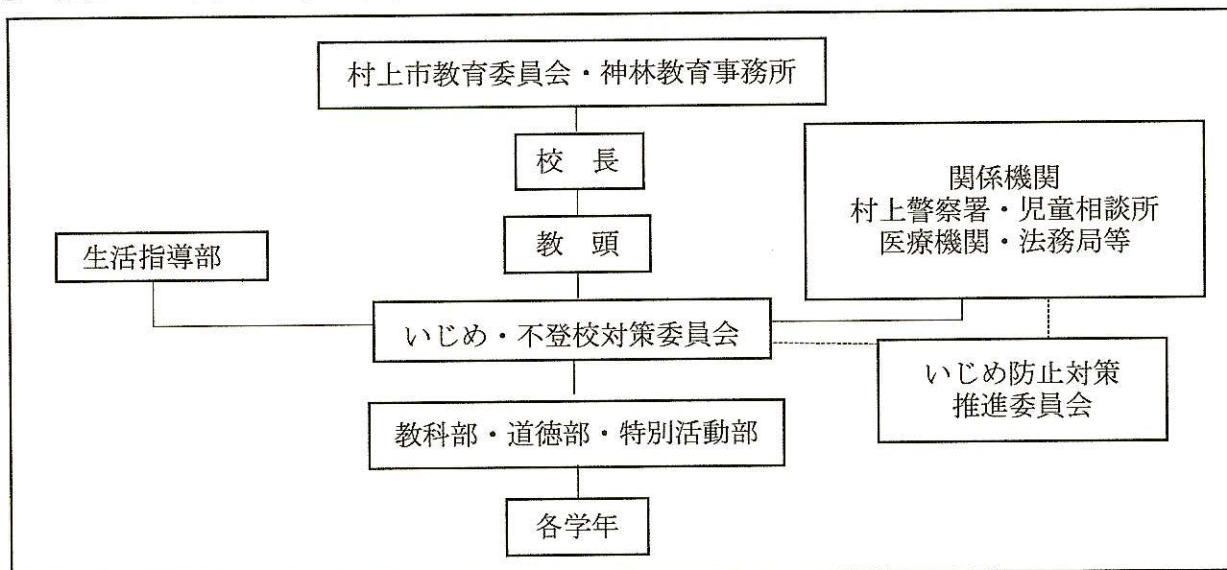 村上市教育委員会・神林教育事務所
校　長
関係機関
村上警察署・児童相談所
医療機関・法務局等
教　頭
生活指導部
いじめ・不登校対策委員会
いじめ防止対策
推進委員会
教科部・道徳部・特別活動部
各学年